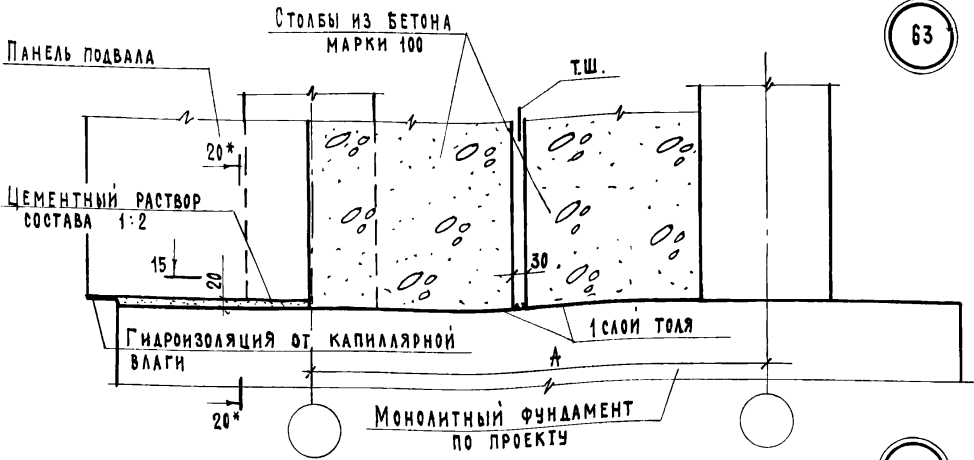 Столбы из бетона
марки 100
63
Панель подвала
Т.Ш.
20*
Цементный раствор
состава 1:2
15
20
30
1 слой толя
Гидроизоляция от капиллярной
влаги
А
20*
Монолитный фундамент
по проекту